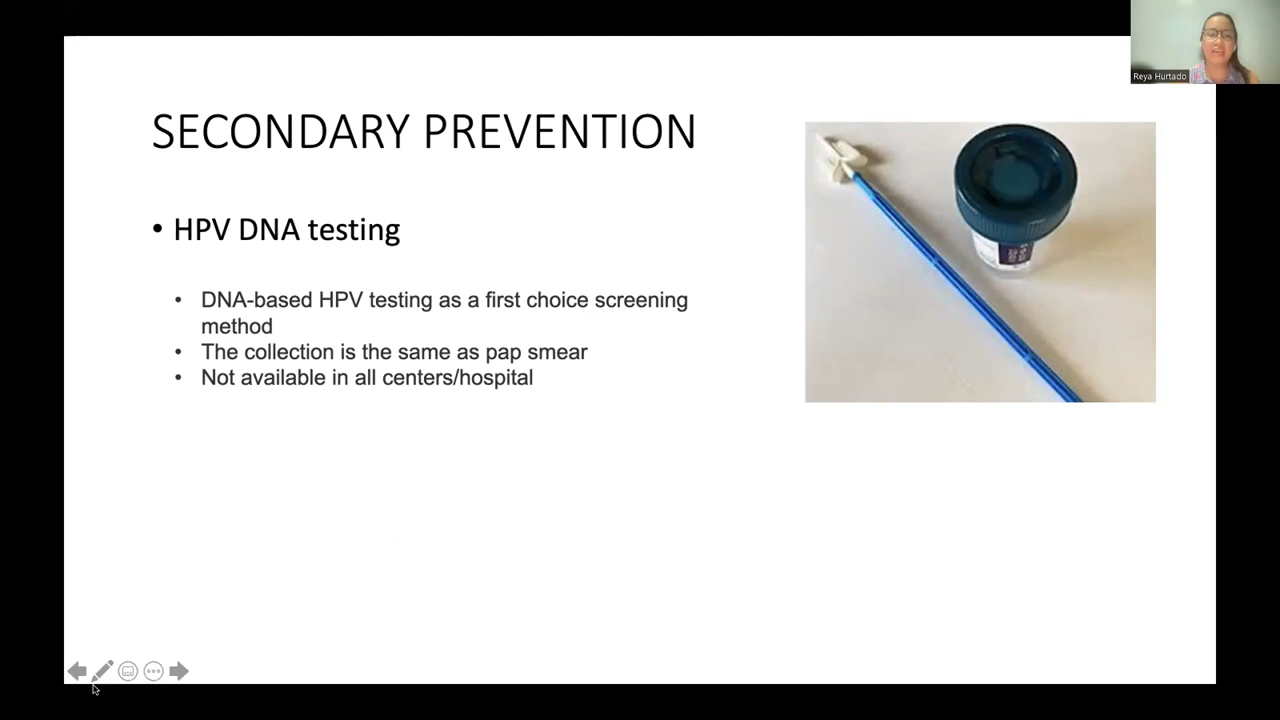 Reya Hurtado
SECONDARY PREVENTION
• HPV DNA testing
• DNA-based HPV testing as a first choice screening
method
• The collection is the same as pap smear
• Not available in all centers/hospital